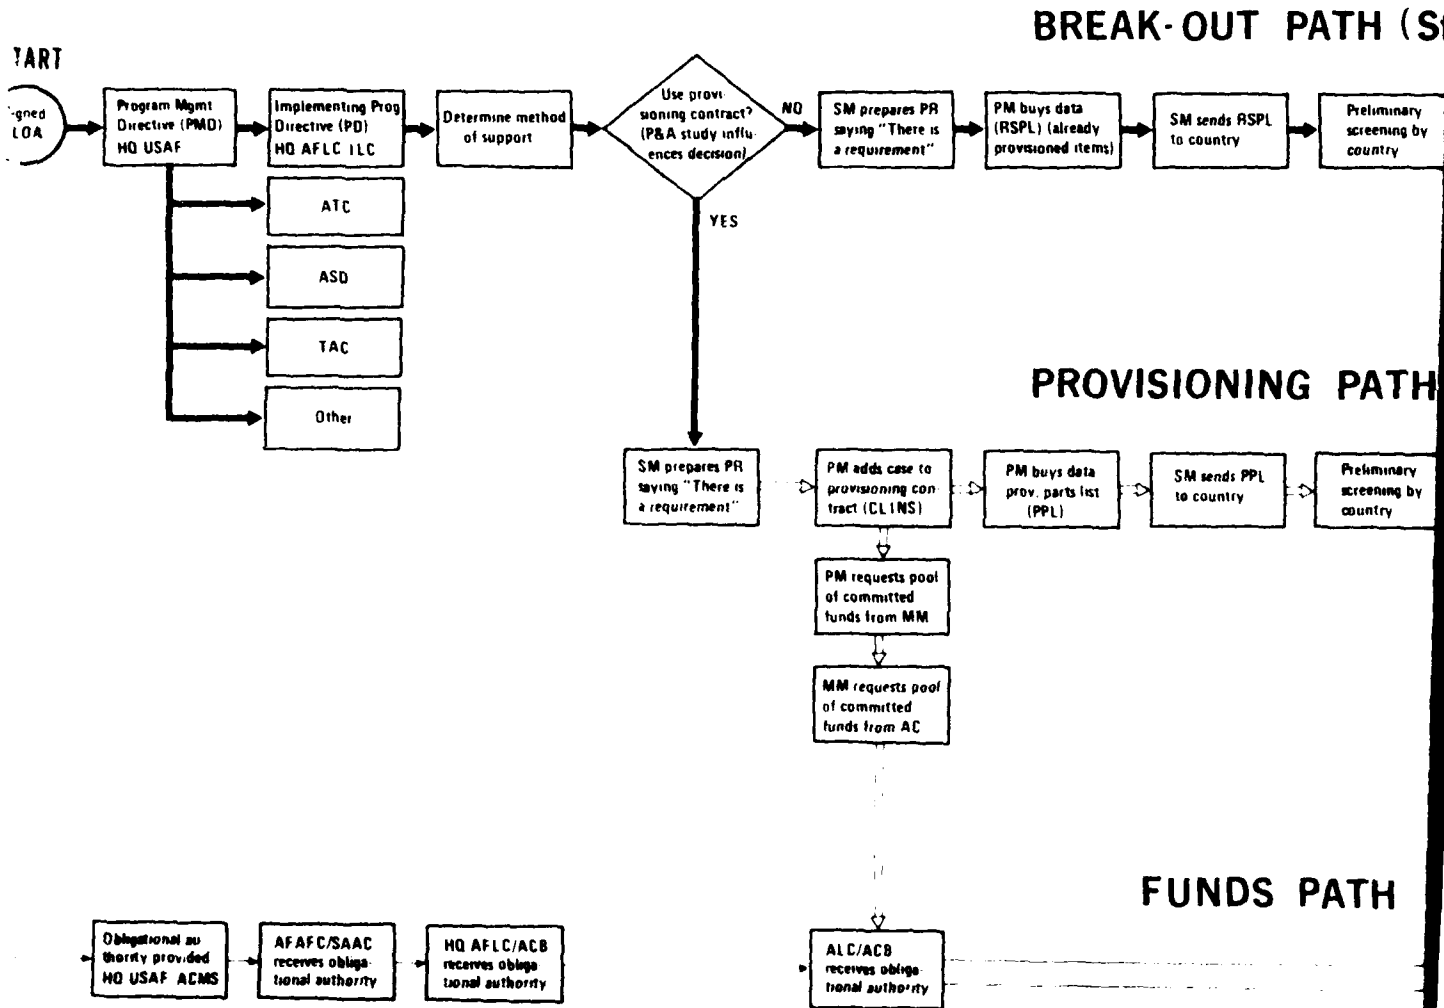 BREAK-OUT PATH (S
TART
igned
LOA
Program Mgmt
Directive (PMD)
HQ USAF
Implementing Prog
Directive (PD)
HQ AFLC ILC
Determine method
of support
Use provi-
sioning contract?
(P&A study influ-
ences decision)
NO
YES
SM prepares PR
saying "There is
a requirement"
PM buys data
(RSPL) (already
provisioned items)
SM sends RSPL
to country
Preliminary
screening by
country
ATC
ASD
TAC
Other
PROVISIONING PATH
SM prepares PR
saying "There is
a requirement"
PM adds case to
provisioning con-
tract (CLINS)
PM buys data
prov. parts list
(PPL)
SM sends PPL
to country
Preliminary
screening by
country
PM requests pool
of committed
funds from MM
MM requests pool
of committed
funds from AC
FUNDS PATH
Obligational au
thority provided
HQ USAF ACMS
AFAFC/SAAC
receives obliga-
tional authority
HQ AFLC/ACB
receives obliga-
tional authority
ALC/ACB
receives obliga-
tional authority